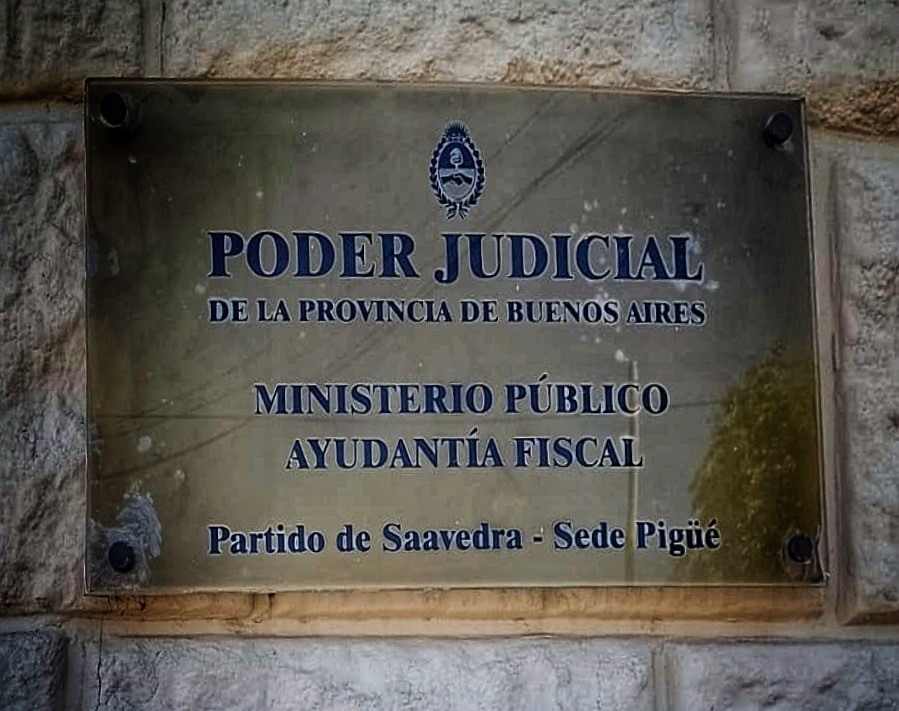 PODER JUDICIAL
DE LA PROVINCIA DE BUENOS AIRES
MINISTERIO PÚBLICO
AYUDANTÍA FISCAL
Partido de Saavedra - Sede Pigüé